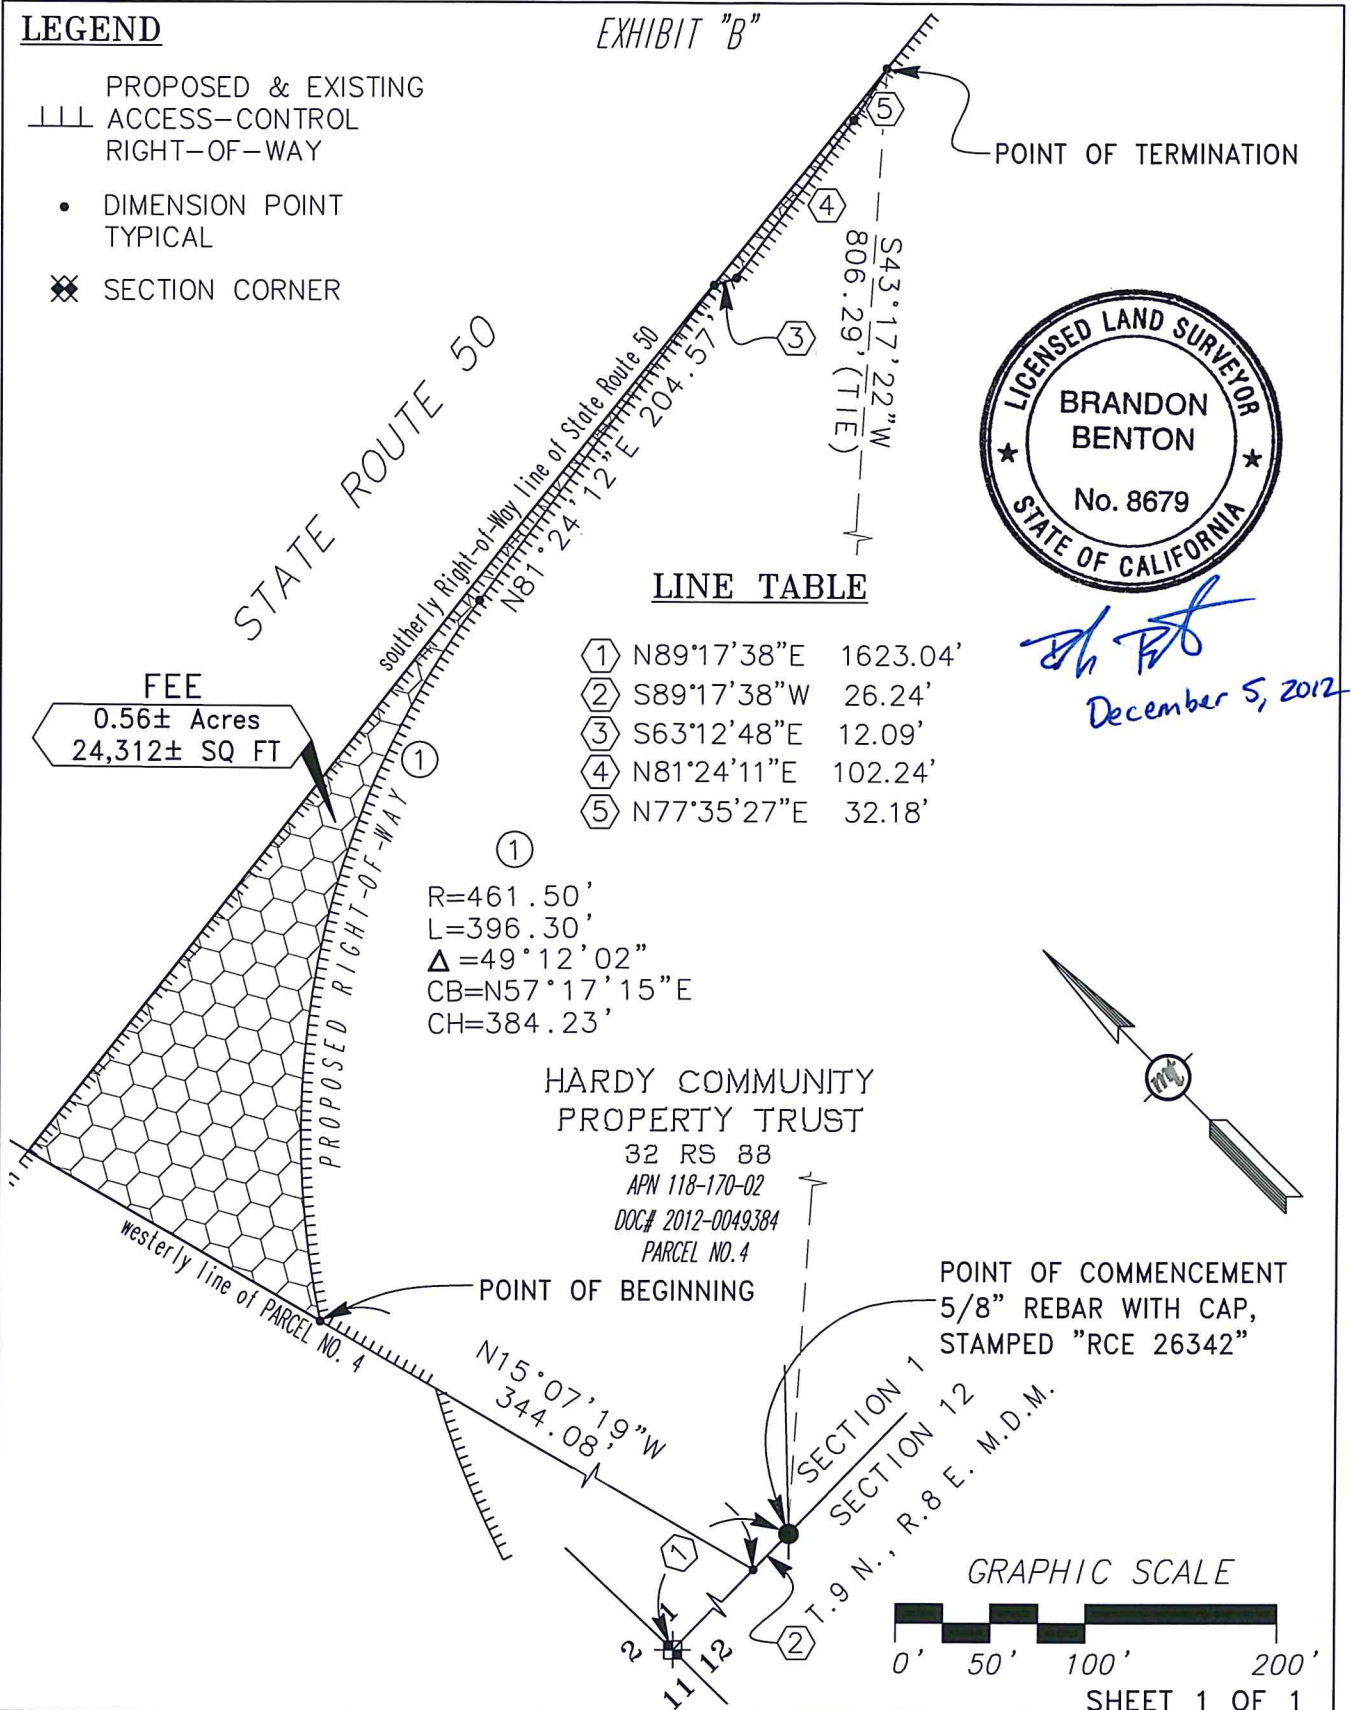 LEGEND
EXHIBIT "B"
PROPOSED & EXISTING
ACCESS-CONTROL
RIGHT-OF-WAY
DIMENSION POINT
TYPICAL
SECTION CORNER
5
POINT OF TERMINATION
4
S43°17'22"W
806.29'(TIE)
3
STATE ROUTE 50
southerly Right-of-Way line of State Route 50
N81°24'12"E 204.57'
LICENSED LAND SURVEYOR
BRANDON
BENTON
No. 8679
STATE OF CALIFORNIA
December 5, 2012
LINE TABLE
1 N89°17'38"E 1623.04'
2 S89°17'38"W 26.24'
3 S63°12'48"E 12.09'
4 N81°24'11"E 102.24'
5 N77°35'27"E 32.18'
FEE
0.56± Acres
24,312± SQ FT
1
PROPOSED RIGHT-OF-WAY
1
R=461.50'
L=396.30'
Δ=49°12'02"
CB=N57°17'15"E
CH=384.23'
HARDY COMMUNITY
PROPERTY TRUST
32 RS 88
APN 118-170-02
DOC# 2012-0049384
PARCEL NO.4
westerly line of PARCEL NO. 4
POINT OF BEGINNING
POINT OF COMMENCEMENT
5/8" REBAR WITH CAP,
STAMPED "RCE 26342"
N15°07'19"W
344.08'
SECTION 1
SECTION 12
T.9 N., R.8 E. M.D.M.
1
2
1
2
12
11
GRAPHIC SCALE
0' 50' 100' 200'
SHEET 1 OF 1